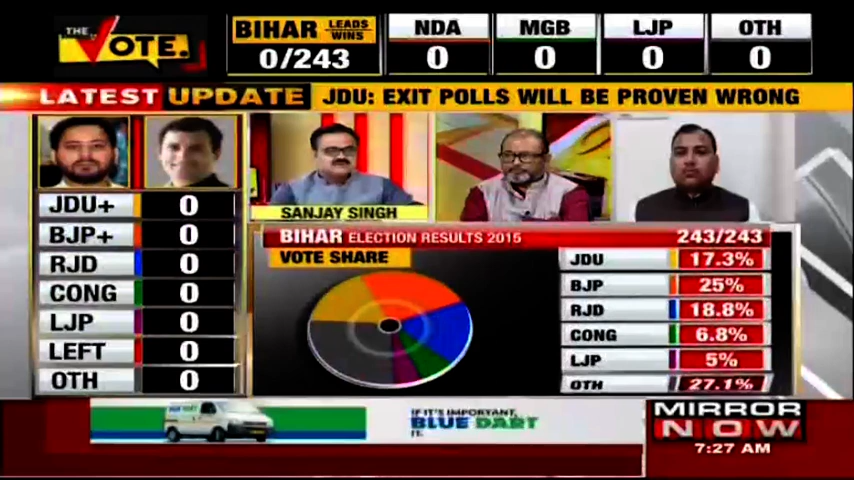 THE
VOTE.
BIHAR LEADS WINS
0/243
NDA
0
MGB
0
LJP
0
OTH
0
LATEST UPDATE
JDU: EXIT POLLS WILL BE PROVEN WRONG
JDU+ 0
BJP+ 0
RJD 0
CONG 0
LJP 0
LEFT 0
OTH 0
SANJAY SINGH
BIHAR ELECTION RESULTS 2015 243/243
VOTE SHARE
JDU 17.3%
BJP 25%
RJD 18.8%
CONG 6.8%
LJP 5%
OTH 27.1%
BLUE DART
IF IT'S IMPORTANT,
BLUE DART
IT.
MIRROR
NOW
7:27 AM